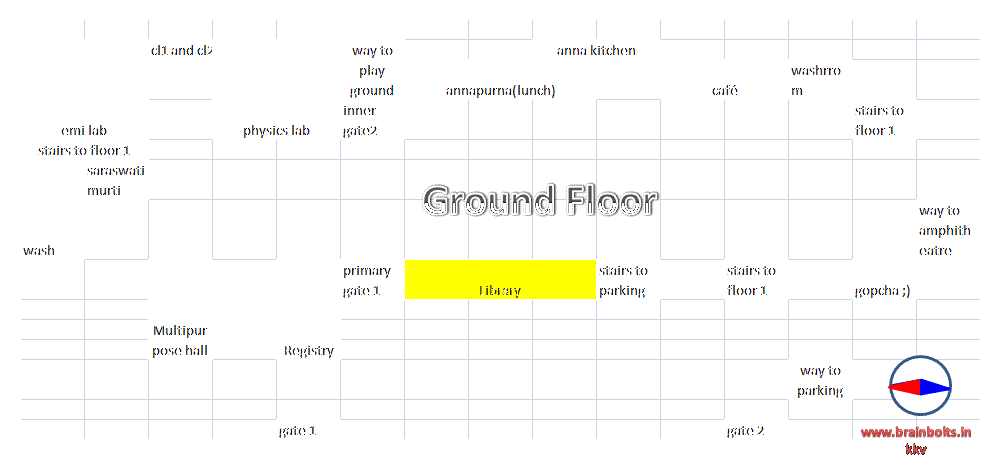 cl1 and cl2
way to
play
ground
anna kitchen
annapurna(lunch)
café
washrro
m
inner
gate2
stairs to
floor 1
emi lab
physics lab
stairs to floor 1
saraswati
murti
Ground Floor
way to
amphith
eatre
wash
primary
gate 1
Library
stairs to
parking
stairs to
floor 1
gopcha ;)
Multipur
pose hall
Registry
way to
parking
gate 1
gate 2
www.brainbolts.in
kkv